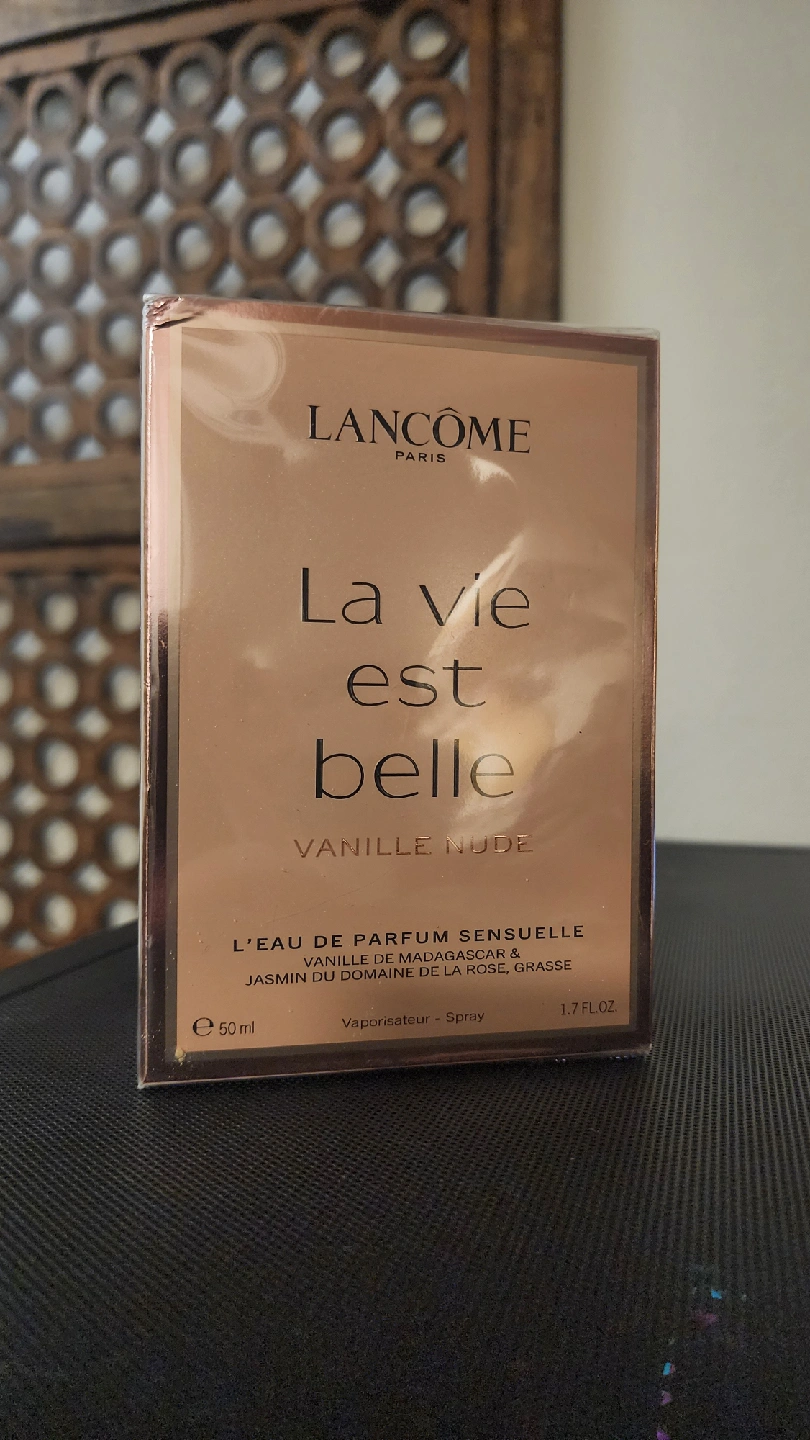 LANCÔME
PARIS
La vie
est
belle
VANILLE NUDE
L'EAU DE PARFUM SENSUELLE
VANILLE DE MADAGASCAR &
JASMIN DU DOMAINE DE LA ROSE, GRASSE
℮ 50 ml Vaporisateur - Spray 1.7 FL.OZ.